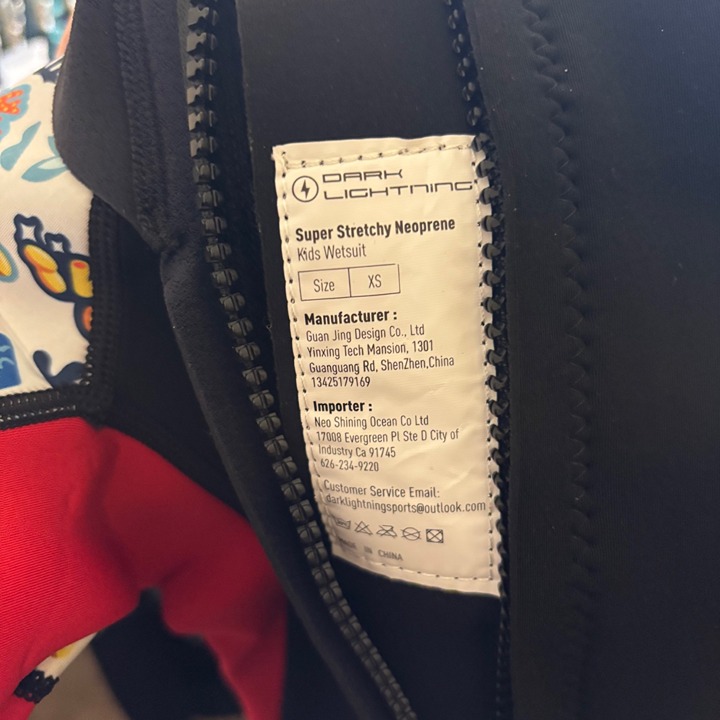 DARK
LIGHTNING
Super Stretchy Neoprene
Kids Wetsuit
Size XS
Manufacturer :
Guan Jing Design Co., Ltd
Yinxing Tech Mansion, 1301
Guanguang Rd, ShenZhen,China
13425179169
Importer :
Neo Shining Ocean Co Ltd
17008 Evergreen Pl Ste D City of
Industry Ca 91745
626-234-9220
Customer Service Email:
darklightningsports@outlook.com
IN CHINA